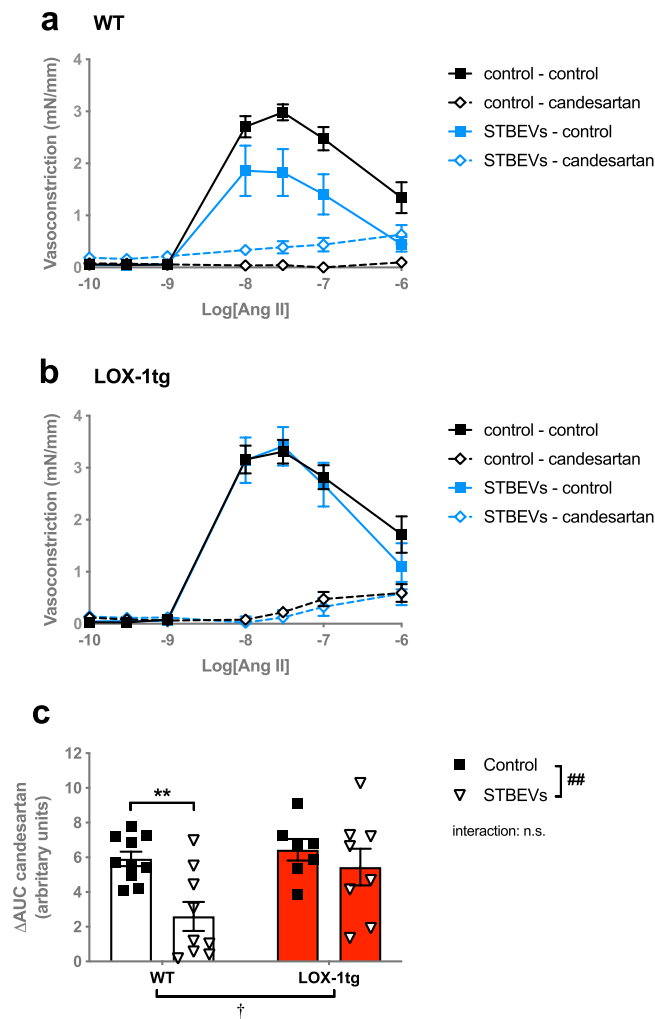 a WT
4
3
2
1
0
Vasoconstriction (mN/mm)
-10 -9 -8 -7 -6
Log[Ang II]
control - control
control - candesartan
STBEVs - control
STBEVs - candesartan
b LOX-1tg
4
3
2
1
0
Vasoconstriction (mN/mm)
-10 -9 -8 -7 -6
Log[Ang II]
control - control
control - candesartan
STBEVs - control
STBEVs - candesartan
c
12
10
8
6
4
2
0
ΔAUC candesartan
(arbritary units)
**
WT LOX-1tg
†
Control
STBEVs
##
interaction: n.s.